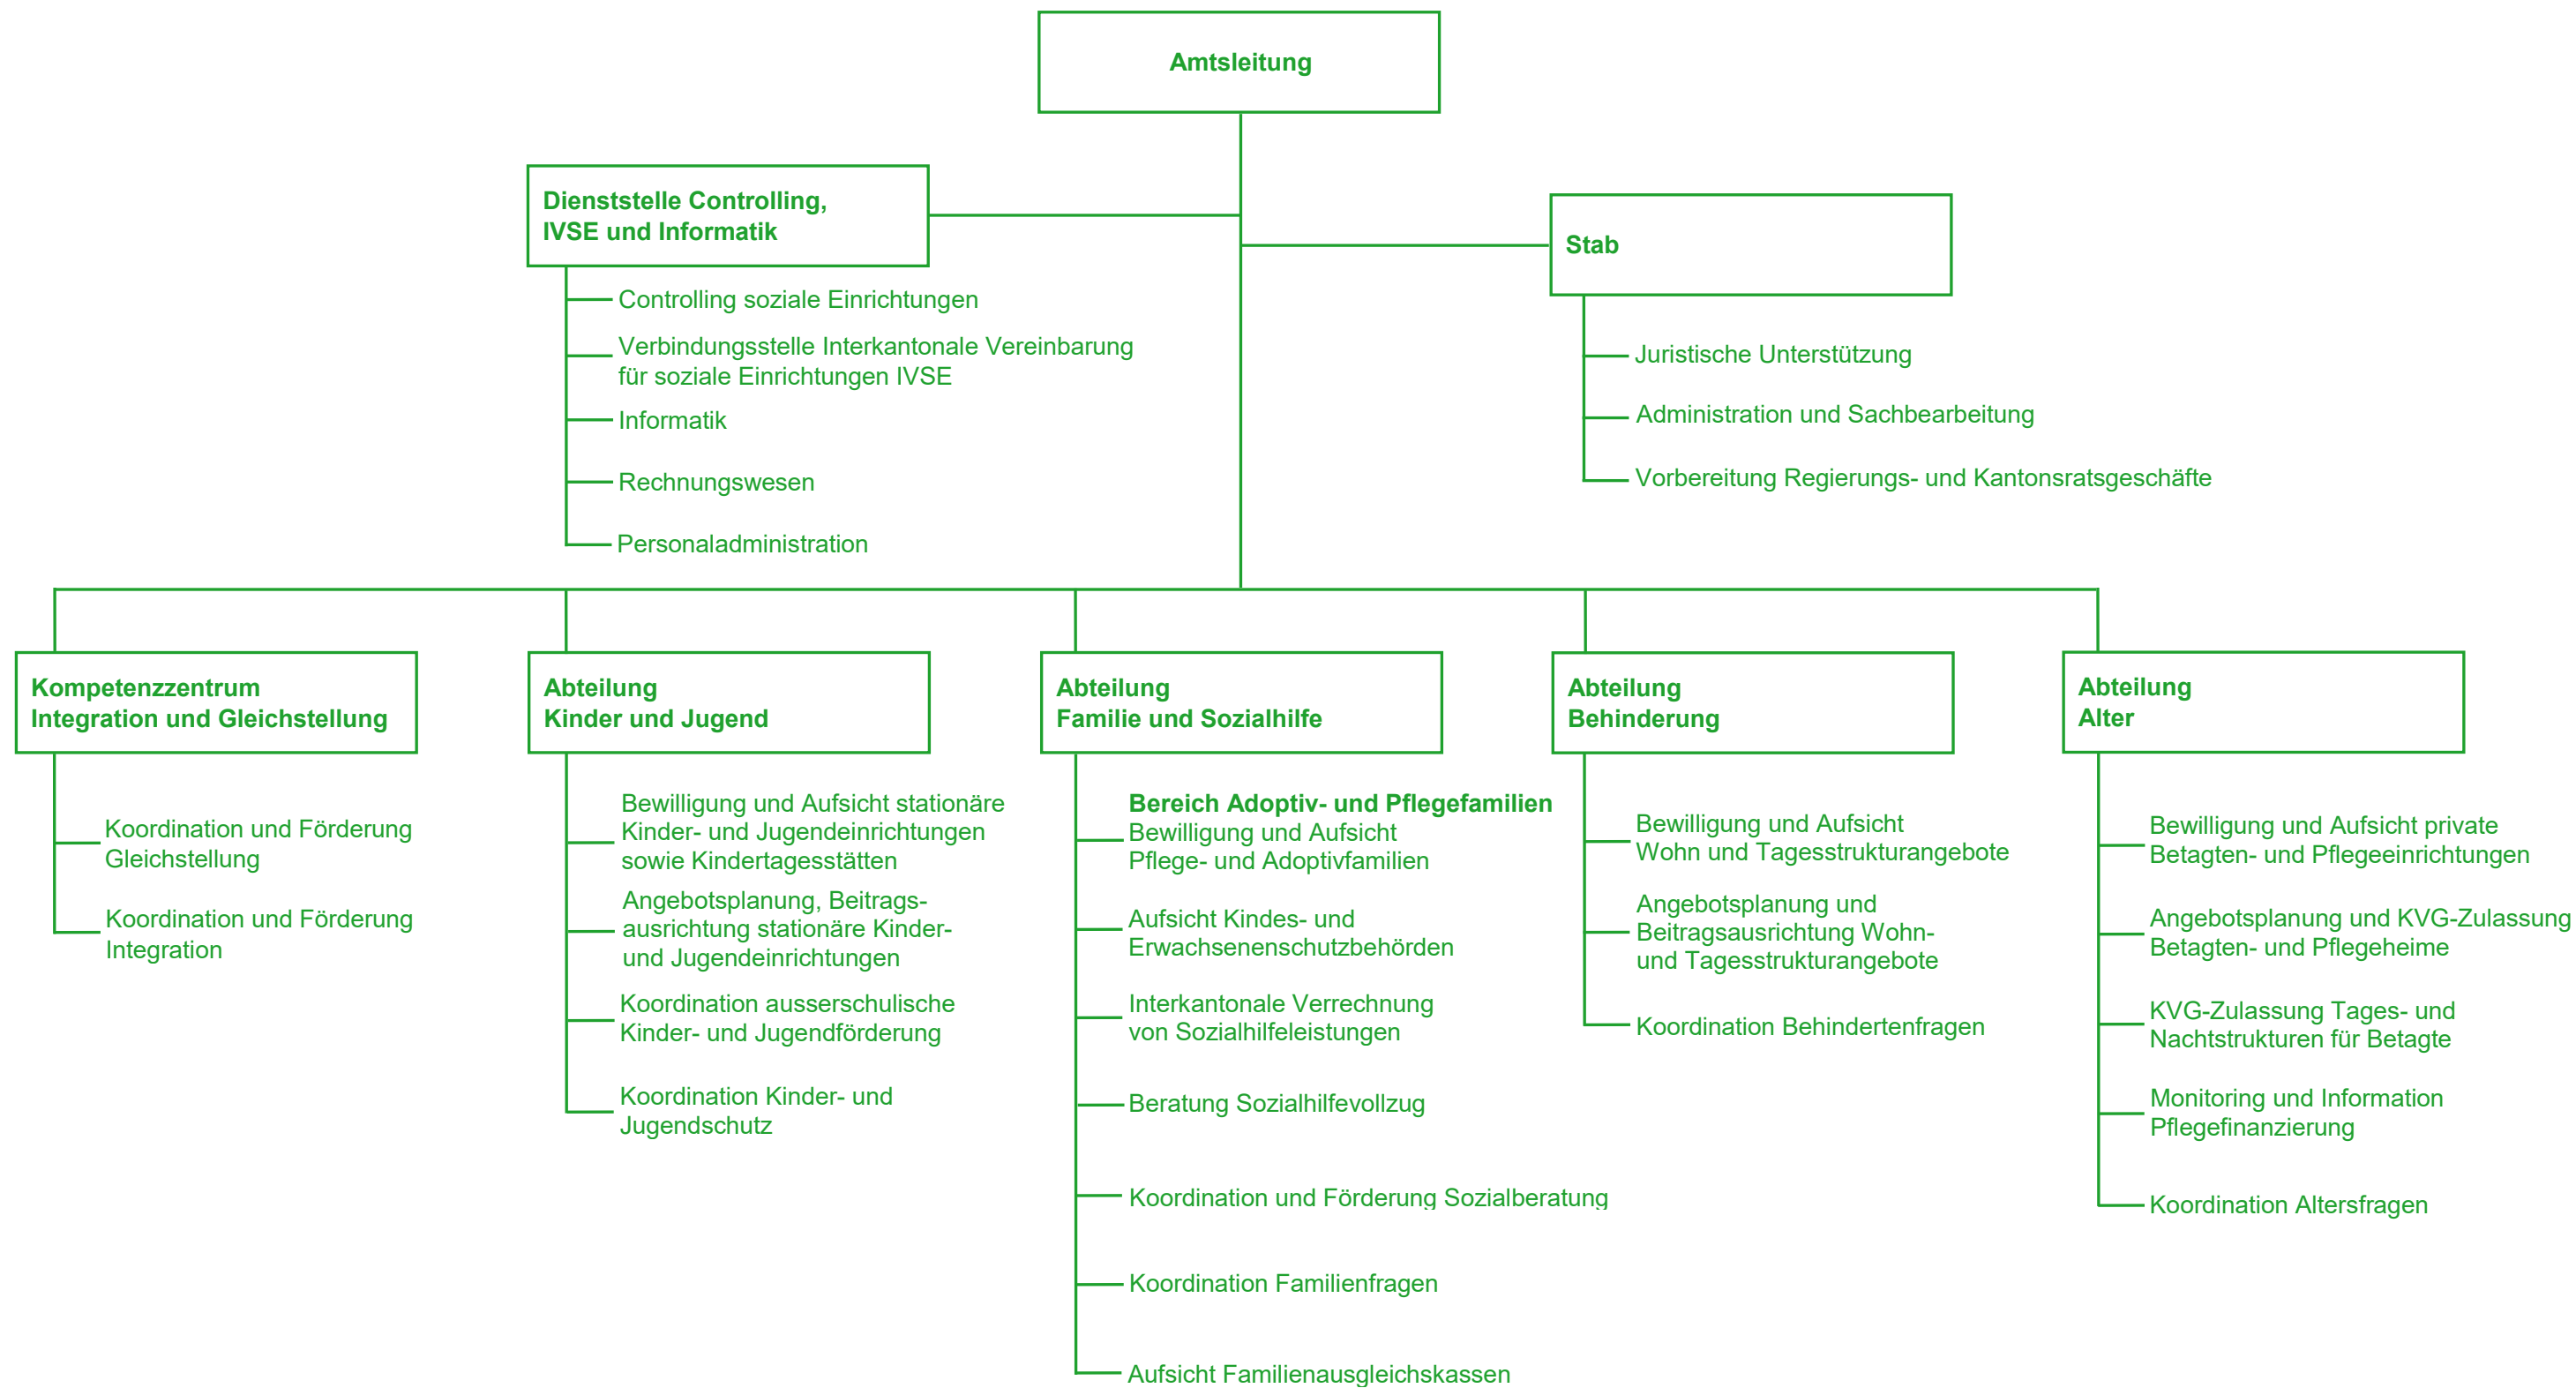 Amtsleitung
Dienststelle Controlling,
IVSE und Informatik
Controlling soziale Einrichtungen
Verbindungsstelle Interkantonale Vereinbarung
für soziale Einrichtungen IVSE
Informatik
Rechnungswesen
Personaladministration
Stab
Juristische Unterstützung
Administration und Sachbearbeitung
Vorbereitung Regierungs- und Kantonsratsgeschäfte
Kompetenzzentrum
Integration und Gleichstellung
Koordination und Förderung
Gleichstellung
Koordination und Förderung
Integration
Abteilung
Kinder und Jugend
Bewilligung und Aufsicht stationäre
Kinder- und Jugendeinrichtungen
sowie Kindertagesstätten
Angebotsplanung, Beitrags-
ausrichtung stationäre Kinder-
und Jugendeinrichtungen
Koordination ausserschulische
Kinder- und Jugendförderung
Koordination Kinder- und
Jugendschutz
Abteilung
Familie und Sozialhilfe
Bereich Adoptiv- und Pflegefamilien
Bewilligung und Aufsicht
Pflege- und Adoptivfamilien
Aufsicht Kindes- und
Erwachsenenschutzbehörden
Interkantonale Verrechnung
von Sozialhilfeleistungen
Beratung Sozialhilfevollzug
Koordination und Förderung Sozialberatung
Koordination Familienfragen
Aufsicht Familienausgleichskassen
Abteilung
Behinderung
Bewilligung und Aufsicht
Wohn und Tagesstrukturangebote
Angebotsplanung und
Beitragsausrichtung Wohn-
und Tagesstrukturangebote
Koordination Behindertenfragen
Abteilung
Alter
Bewilligung und Aufsicht private
Betagten- und Pflegeeinrichtungen
Angebotsplanung und KVG-Zulassung
Betagten- und Pflegeheime
KVG-Zulassung Tages- und
Nachtstrukturen für Betagte
Monitoring und Information
Pflegefinanzierung
Koordination Altersfragen